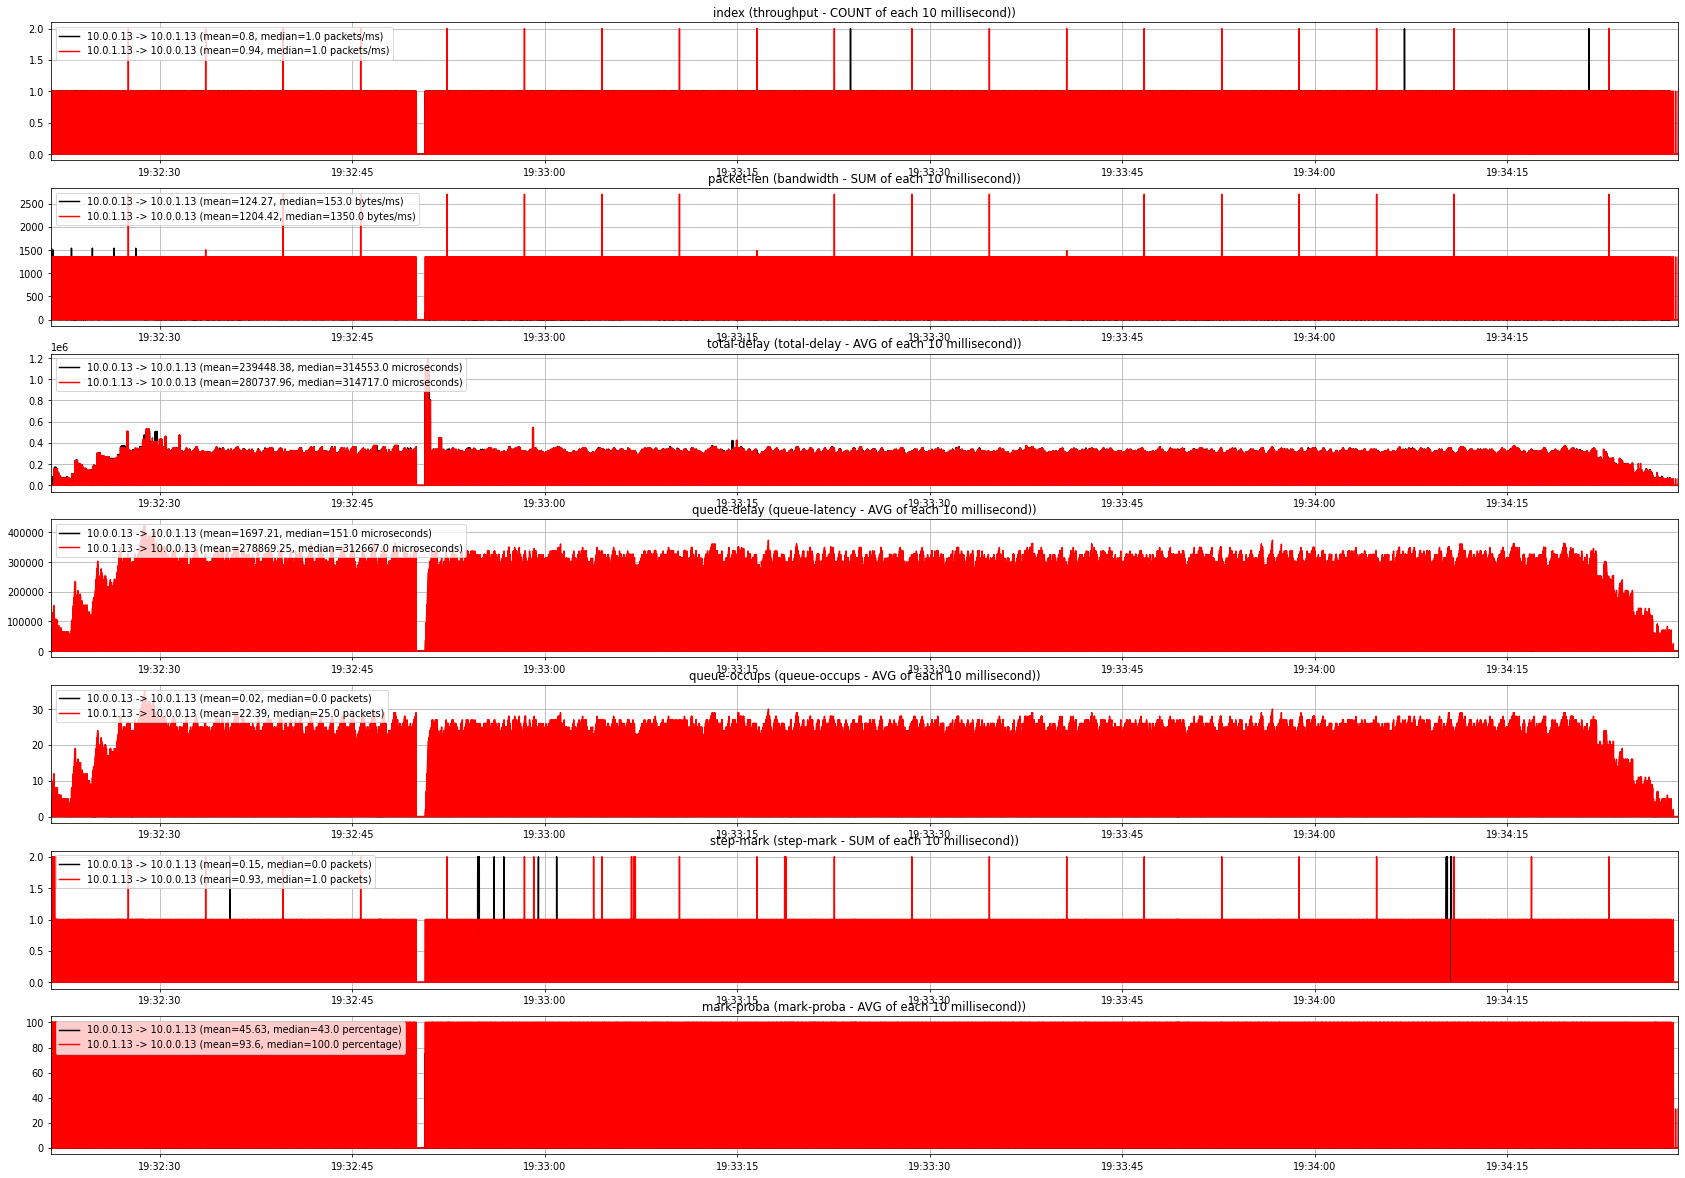 index (throughput - COUNT of each 10 millisecond))
2.0
1.5
1.0
0.5
0.0
10.0.0.13 -> 10.0.1.13 (mean=0.8, median=1.0 packets/ms)
10.0.1.13 -> 10.0.0.13 (mean=0.94, median=1.0 packets/ms)
19:32:30 19:32:45 19:33:00 19:33:15 19:33:30 19:33:45 19:34:00 19:34:15
packet-len (bandwidth - SUM of each 10 millisecond))
2500
2000
1500
1000
500
0
10.0.0.13 -> 10.0.1.13 (mean=124.27, median=153.0 bytes/ms)
10.0.1.13 -> 10.0.0.13 (mean=1204.42, median=1350.0 bytes/ms)
19:32:30 19:32:45 19:33:00 19:33:15 19:33:30 19:33:45 19:34:00 19:34:15
total-delay (total-delay - AVG of each 10 millisecond))
1e6
1.2
1.0
0.8
0.6
0.4
0.2
0.0
10.0.0.13 -> 10.0.1.13 (mean=239448.38, median=314553.0 microseconds)
10.0.1.13 -> 10.0.0.13 (mean=280737.96, median=314717.0 microseconds)
19:32:30 19:32:45 19:33:00 19:33:15 19:33:30 19:33:45 19:34:00 19:34:15
queue-delay (queue-latency - AVG of each 10 millisecond))
400000
300000
200000
100000
0
10.0.0.13 -> 10.0.1.13 (mean=1697.21, median=151.0 microseconds)
10.0.1.13 -> 10.0.0.13 (mean=278869.25, median=312667.0 microseconds)
19:32:30 19:32:45 19:33:00 19:33:15 19:33:30 19:33:45 19:34:00 19:34:15
queue-occups (queue-occups - AVG of each 10 millisecond))
30
20
10
0
10.0.0.13 -> 10.0.1.13 (mean=0.02, median=0.0 packets)
10.0.1.13 -> 10.0.0.13 (mean=22.39, median=25.0 packets)
19:32:30 19:32:45 19:33:00 19:33:15 19:33:30 19:33:45 19:34:00 19:34:15
step-mark (step-mark - SUM of each 10 millisecond))
2.0
1.5
1.0
0.5
0.0
10.0.0.13 -> 10.0.1.13 (mean=0.15, median=0.0 packets)
10.0.1.13 -> 10.0.0.13 (mean=0.93, median=1.0 packets)
19:32:30 19:32:45 19:33:00 19:33:15 19:33:30 19:33:45 19:34:00 19:34:15
mark-proba (mark-proba - AVG of each 10 millisecond))
100
80
60
40
20
0
10.0.0.13 -> 10.0.1.13 (mean=45.63, median=43.0 percentage)
10.0.1.13 -> 10.0.0.13 (mean=93.6, median=100.0 percentage)
19:32:30 19:32:45 19:33:00 19:33:15 19:33:30 19:33:45 19:34:00 19:34:15